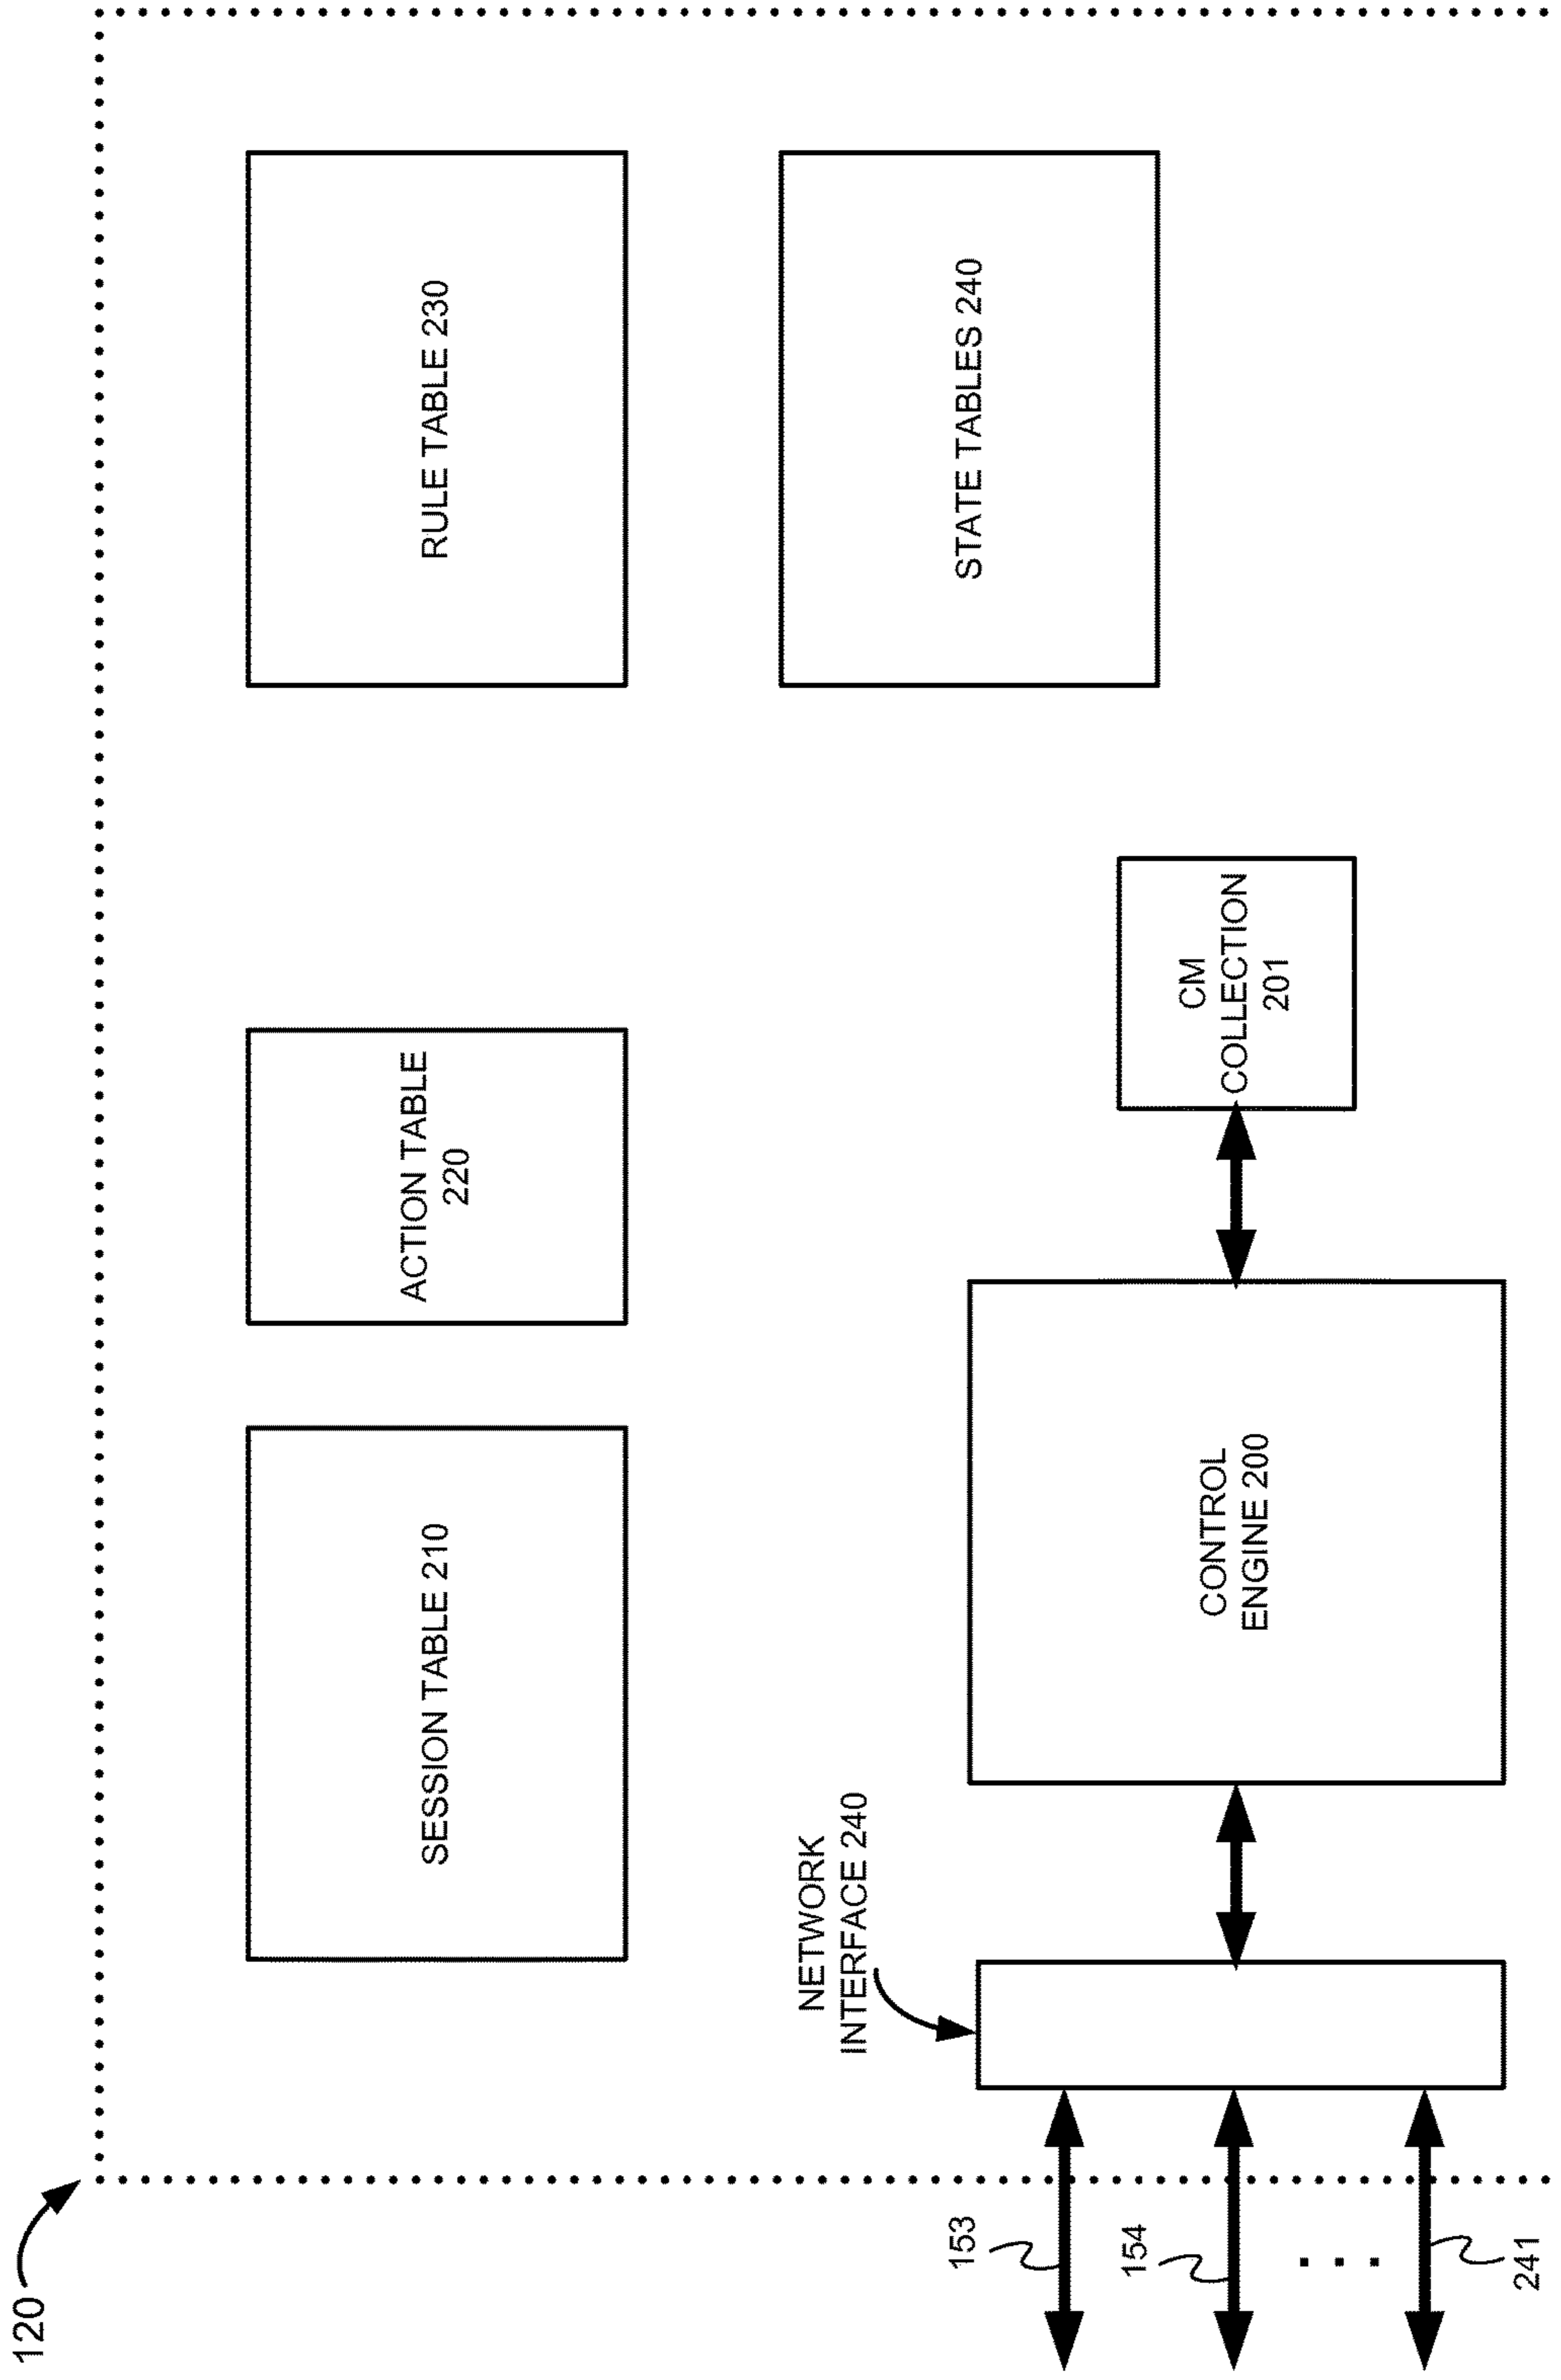 120
SESSION TABLE 210
ACTION TABLE
220
RULE TABLE 230
NETWORK
INTERFACE 240
STATE TABLES 240
153
154
. . .
241
CONTROL
ENGINE 200
CM
COLLECTION
201